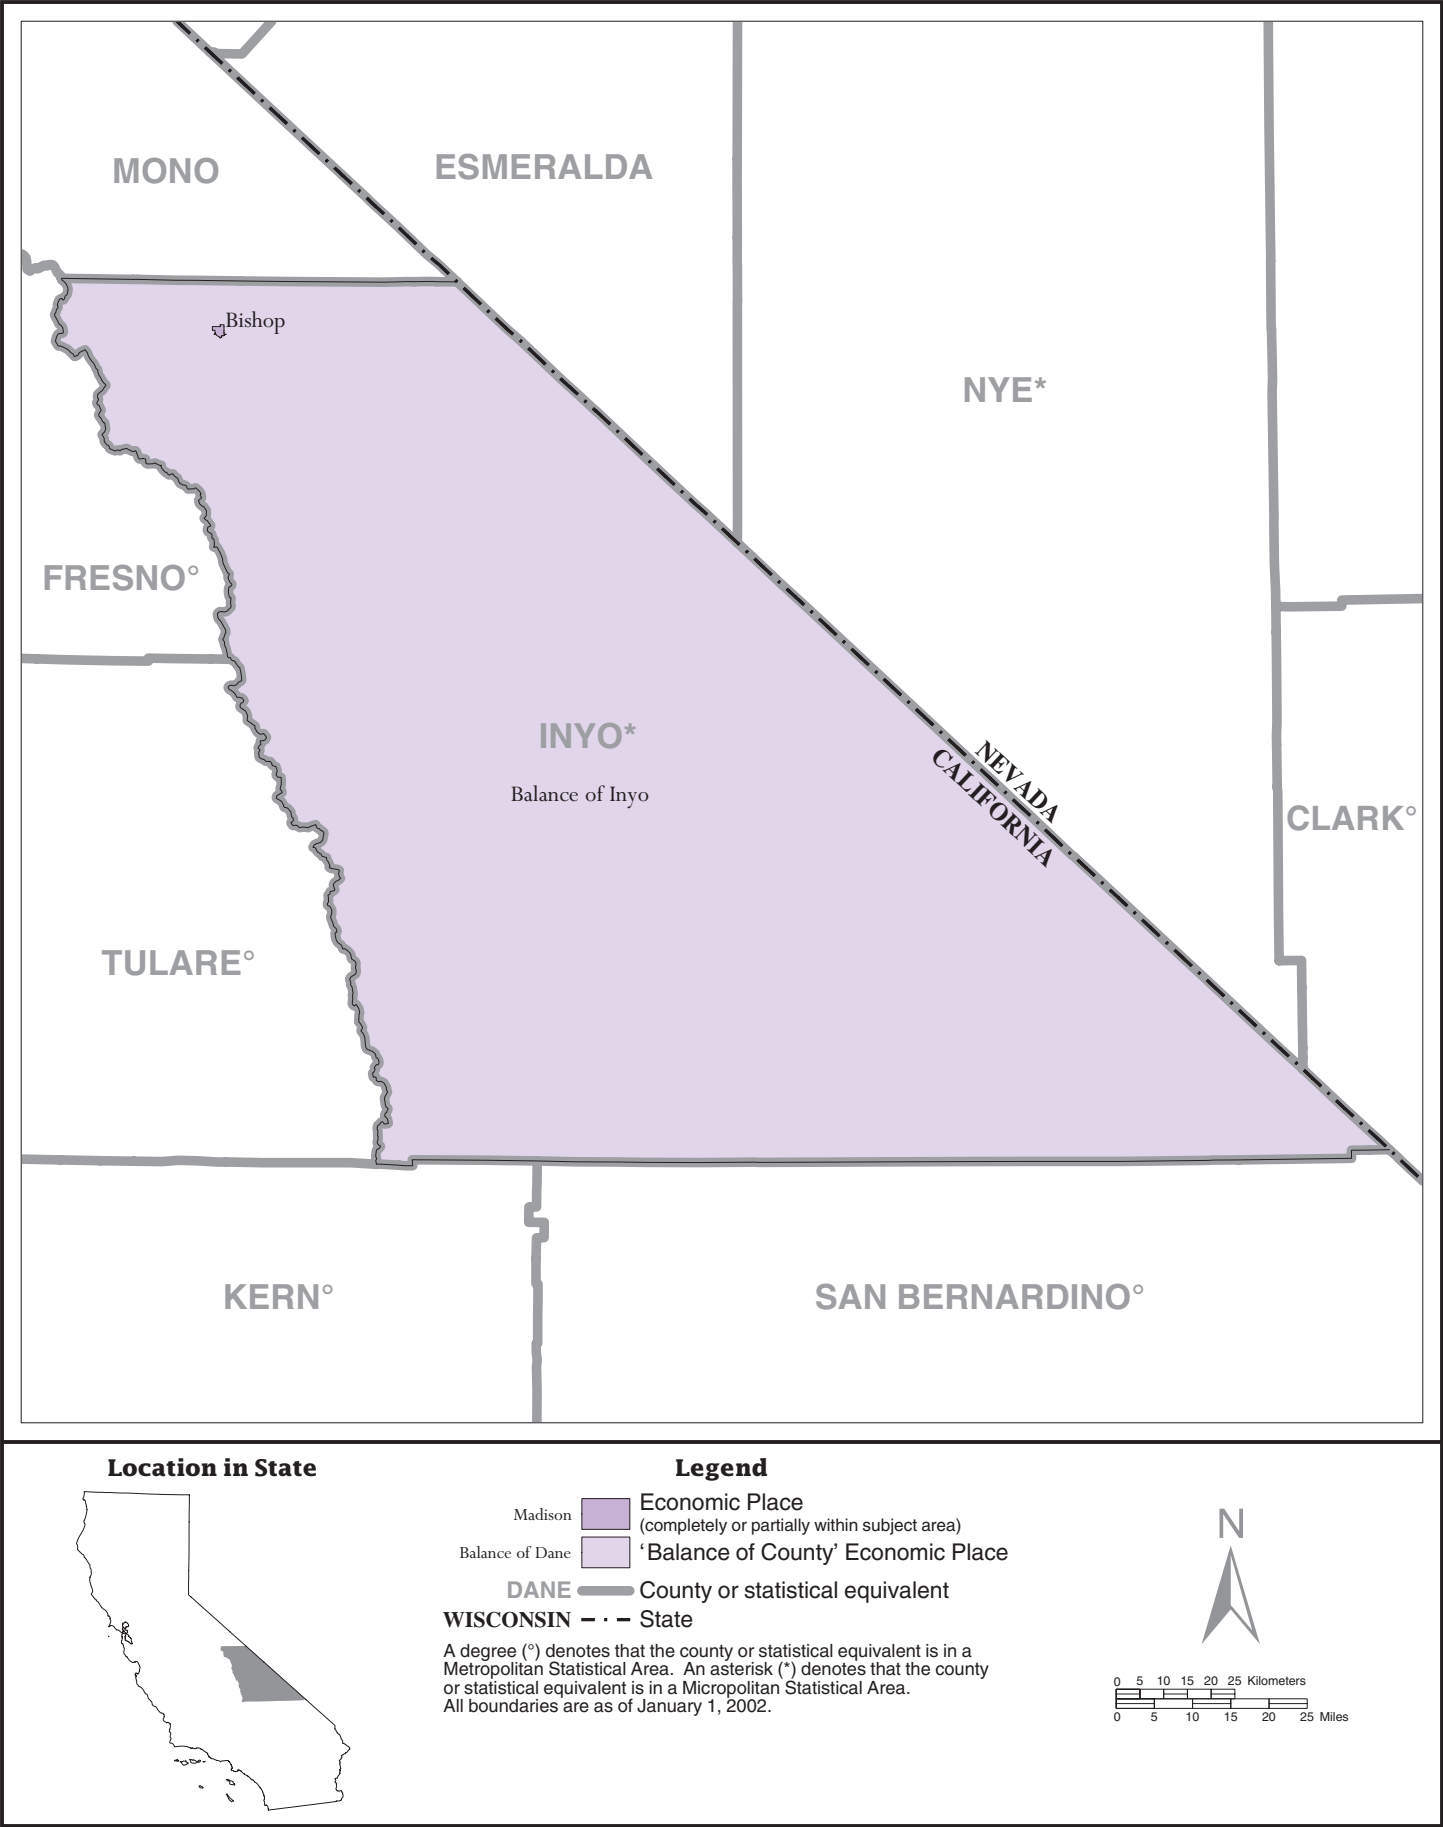 MONO
ESMERALDA
Bishop
NYE*
FRESNO°
INYO*
Balance of Inyo
NEVADA
CALIFORNIA
CLARK°
TULARE°
KERN°
SAN BERNARDINO°
Location in State
Legend
Madison
Economic Place
(completely or partially within subject area)
Balance of Dane
‘Balance of County’ Economic Place
DANE
County or statistical equivalent
WISCONSIN
State
A degree (°) denotes that the county or statistical equivalent is in a
Metropolitan Statistical Area.  An asterisk (*) denotes that the county
or statistical equivalent is in a Micropolitan Statistical Area.
All boundaries are as of January 1, 2002.
N
0 5 10 15 20 25 Kilometers
0 5 10 15 20 25 Miles